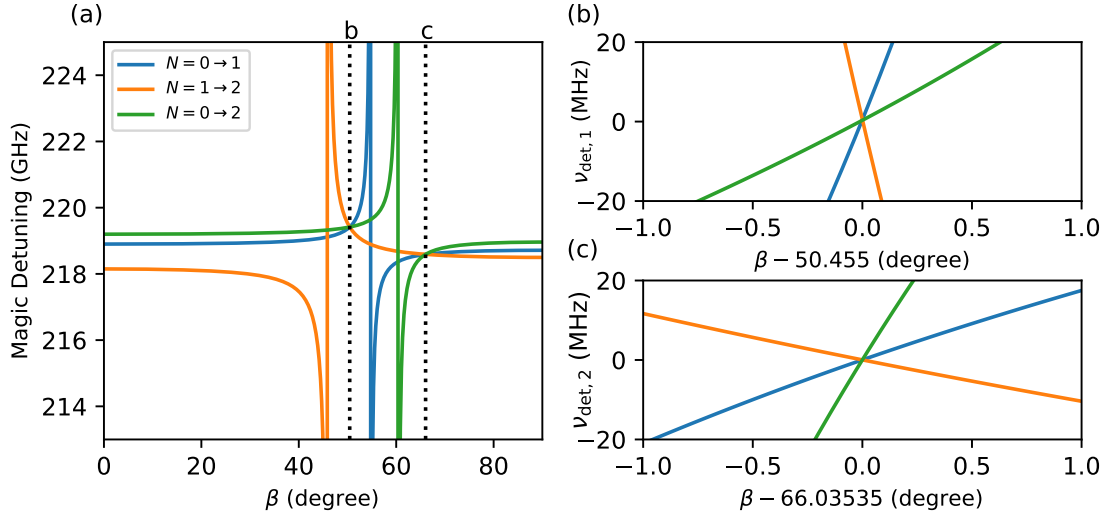 (a)
b
c
N = 0 → 1
N = 1 → 2
N = 0 → 2
Magic Detuning (GHz)
224
222
220
218
216
214
0
20
40
60
80
β (degree)
(b)
20
0
−20
ν_det, 1 (MHz)
−1.0
−0.5
0.0
0.5
1.0
β − 50.455 (degree)
(c)
20
0
−20
ν_det, 2 (MHz)
−1.0
−0.5
0.0
0.5
1.0
β − 66.03535 (degree)